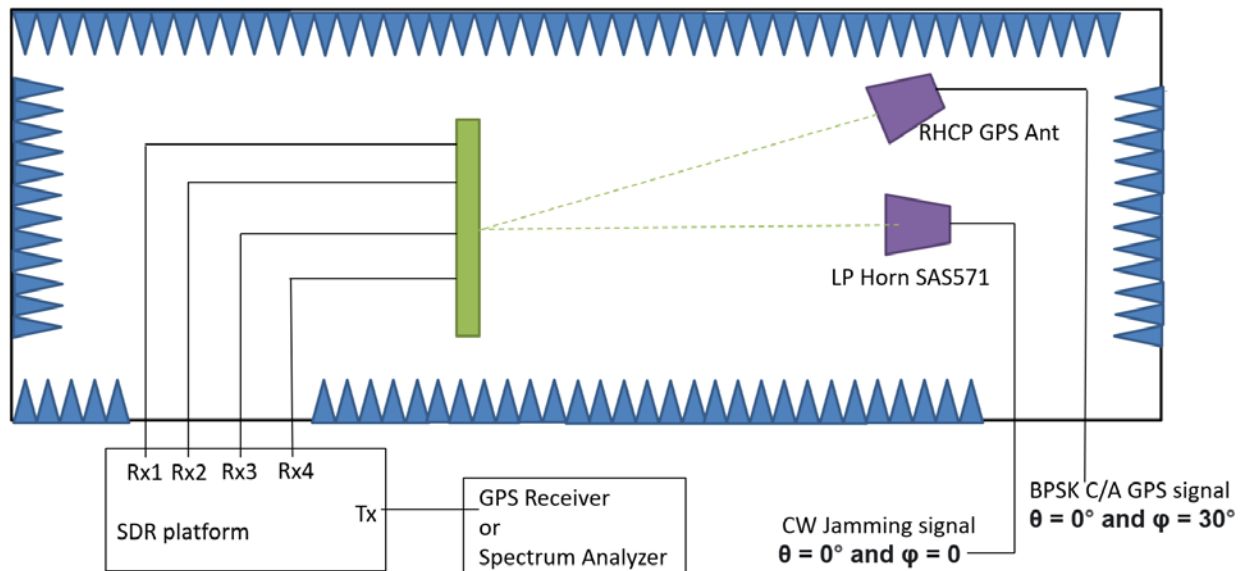 RHCP GPS Ant
LP Horn SAS571
Rx1 Rx2 Rx3 Rx4
Tx
SDR platform
GPS Receiver
or
Spectrum Analyzer
CW Jamming signal
θ = 0° and φ = 0
BPSK C/A GPS signal
θ = 0° and φ = 30°